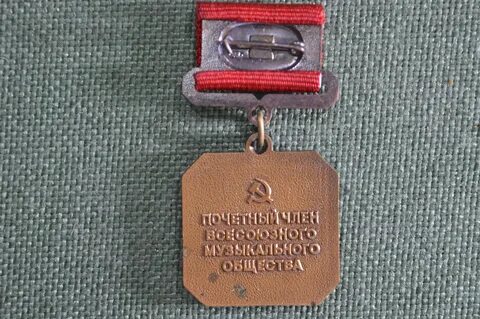 ПОЧЕТНЫЙ ЧЛЕН
ВСЕСОЮЗНОГО
МУЗЫКАЛЬНОГО
ОБЩЕСТВА